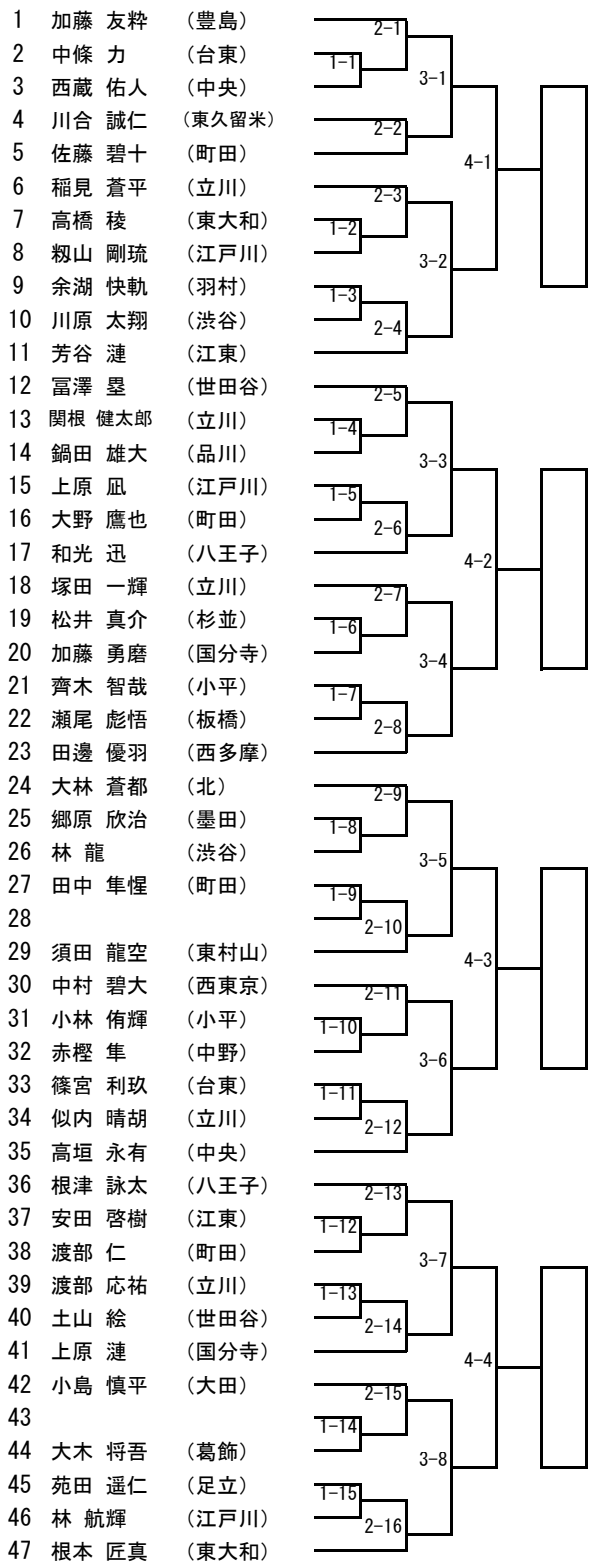 1 加藤 友粋 （豊島）
2-1
2 中條 力 （台東）
1-1
3-1
3 西蔵 佑人 （中央）
4 川合 誠仁 （東久留米）
2-2
5 佐藤 碧十 （町田）
4-1
6 稲見 蒼平 （立川）
2-3
7 高橋 稜 （東大和）
1-2
8 籾山 剛琉 （江戸川）
3-2
9 余湖 快軌 （羽村）
1-3
10 川原 太翔 （渋谷）
2-4
11 芳谷 漣 （江東）
12 冨澤 塁 （世田谷）
2-5
13 関根 健太郎 （立川）
1-4
14 鍋田 雄大 （品川）
3-3
15 上原 凪 （江戸川）
1-5
16 大野 鷹也 （町田）
2-6
17 和光 迅 （八王子）
4-2
18 塚田 一輝 （立川）
2-7
19 松井 真介 （杉並）
1-6
20 加藤 勇磨 （国分寺）
3-4
21 齊木 智哉 （小平）
1-7
22 瀬尾 彪悟 （板橋）
2-8
23 田邊 優羽 （西多摩）
24 大林 蒼都 （北）
2-9
25 郷原 欣治 （墨田）
1-8
26 林 龍 （渋谷）
3-5
27 田中 隼惺 （町田）
1-9
28
2-10
29 須田 龍空 （東村山）
4-3
30 中村 碧大 （西東京）
2-11
31 小林 侑輝 （小平）
1-10
32 赤樫 隼 （中野）
3-6
33 篠宮 利玖 （台東）
1-11
34 似内 晴胡 （立川）
2-12
35 高垣 永有 （中央）
36 根津 詠太 （八王子）
2-13
37 安田 啓樹 （江東）
1-12
38 渡部 仁 （町田）
3-7
39 渡部 応祐 （立川）
1-13
40 土山 絵 （世田谷）
2-14
41 上原 漣 （国分寺）
4-4
42 小島 慎平 （大田）
2-15
43
1-14
44 大木 将吾 （葛飾）
3-8
45 苑田 遥仁 （足立）
1-15
46 林 航輝 （江戸川）
2-16
47 根本 匠真 （東大和）